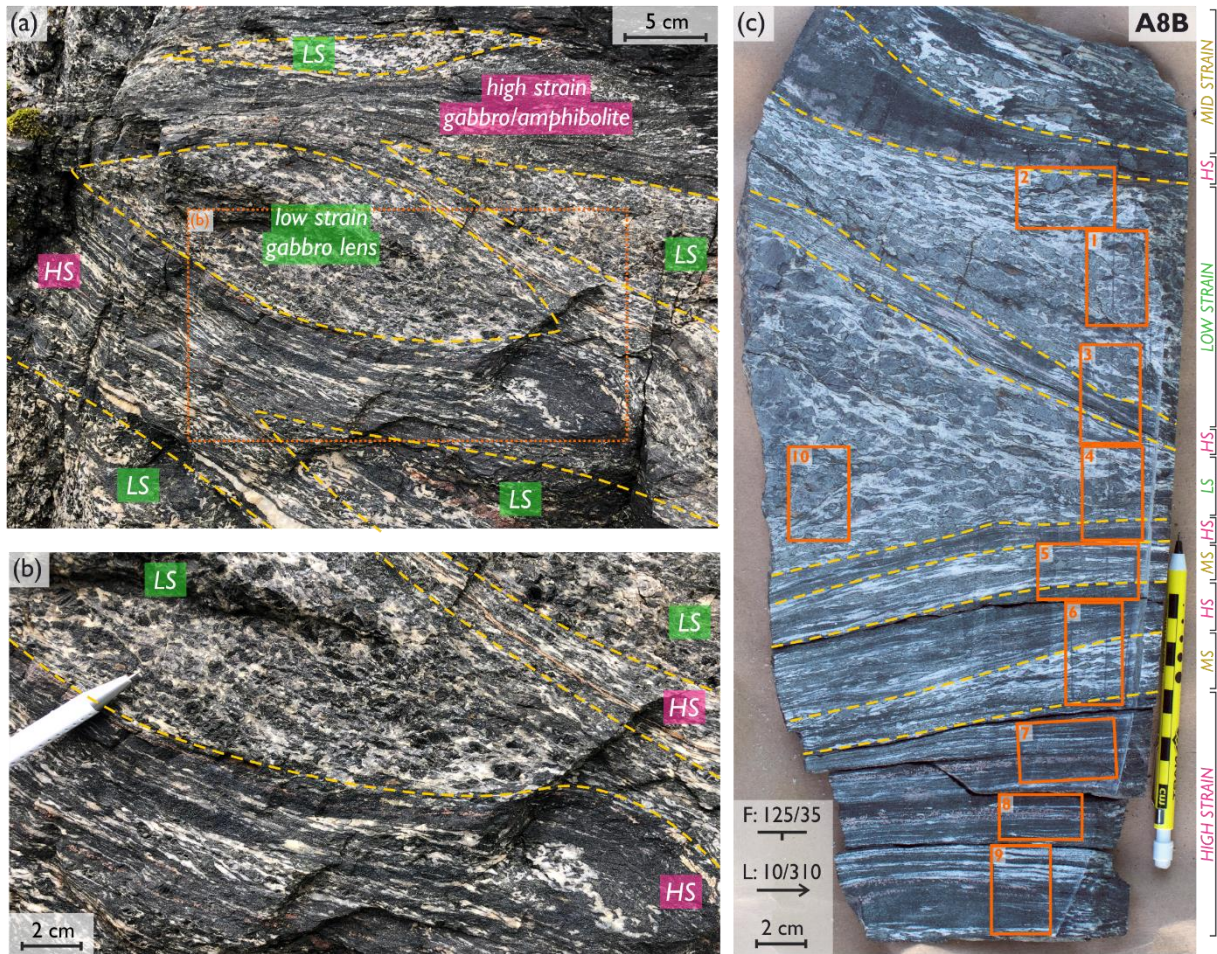 (a)
LS
5 cm
high strain
gabbro/amphibolite
(b)
low strain
gabbro lens
LS
HS
LS
LS
(b)
LS
LS
HS
HS
2 cm
(c)
A8B
2
1
3
10
4
5
6
7
8
9
F: 125/35
L: 10/310
2 cm
MID STRAIN
HS
LOW STRAIN
HS
LS
HS
MS
HS
MS
HIGH STRAIN